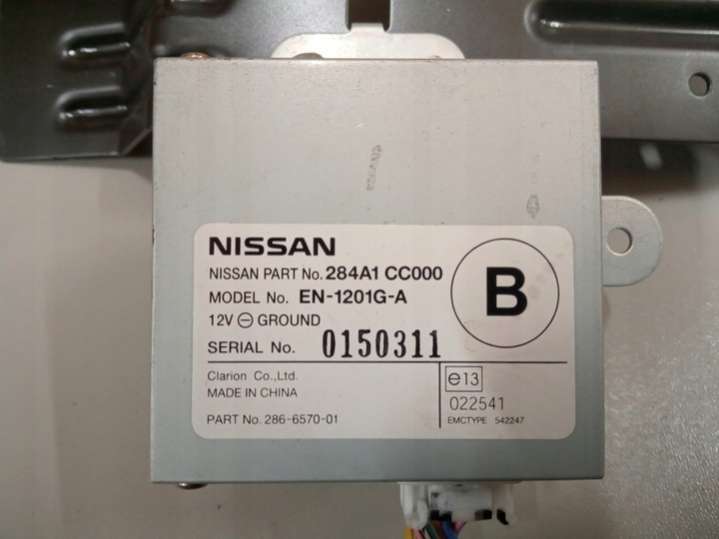 NISSAN
NISSAN PART No. 284A1 CC000
MODEL No. EN-1201G-A
12V ⊖ GROUND
SERIAL No. 0150311
B
Clarion Co.,Ltd.
MADE IN CHINA
PART No. 286-6570-01
e13
022541
EMCTYPE 542247